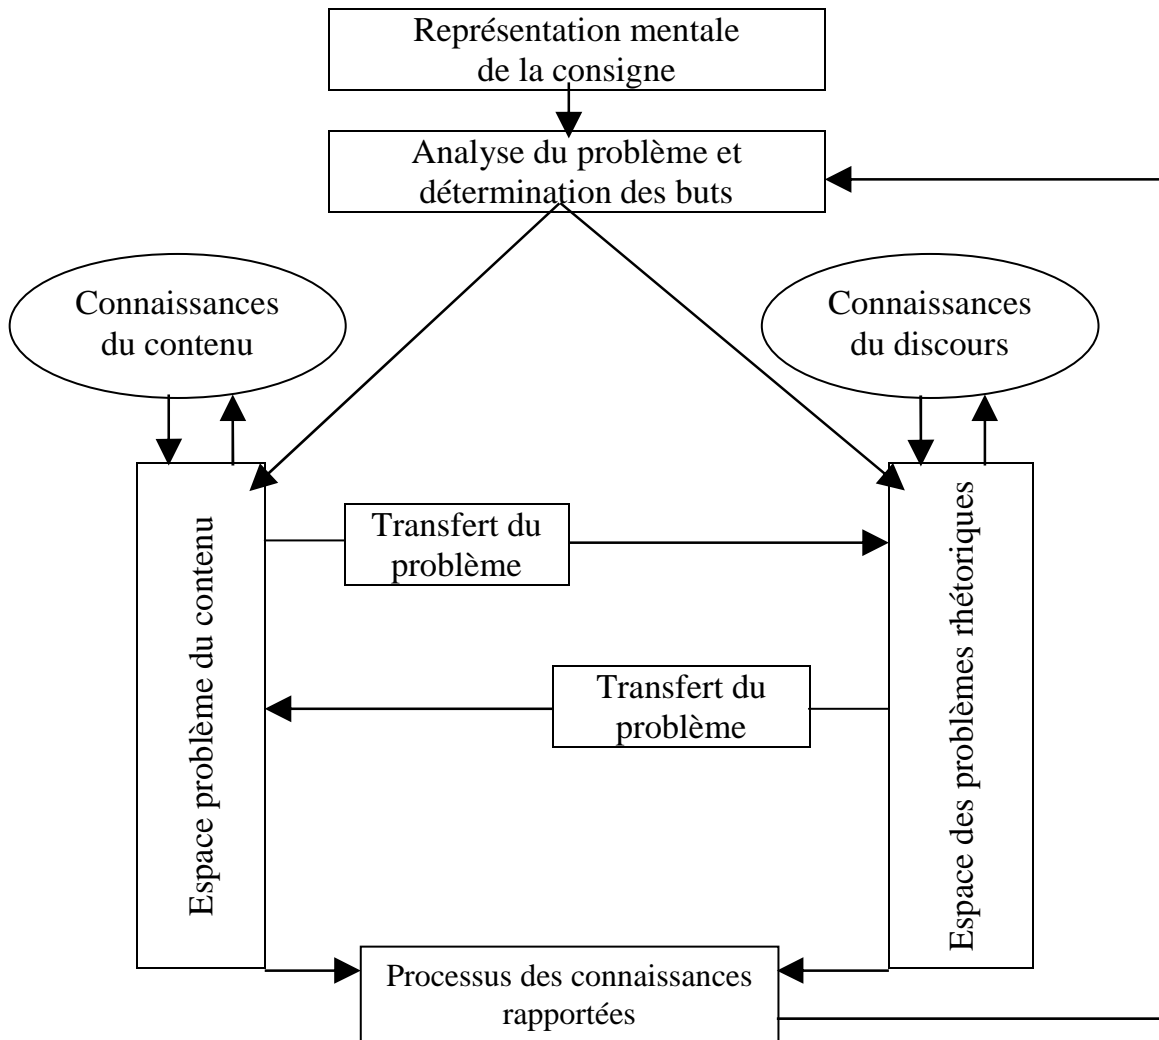 Représentation mentale
de la consigne
Analyse du problème et
détermination des buts
Connaissances
du contenu
Connaissances
du discours
Espace problème du contenu
Transfert du
problème
Transfert du
problème
Espace des problèmes rhétoriques
Processus des connaissances
rapportées